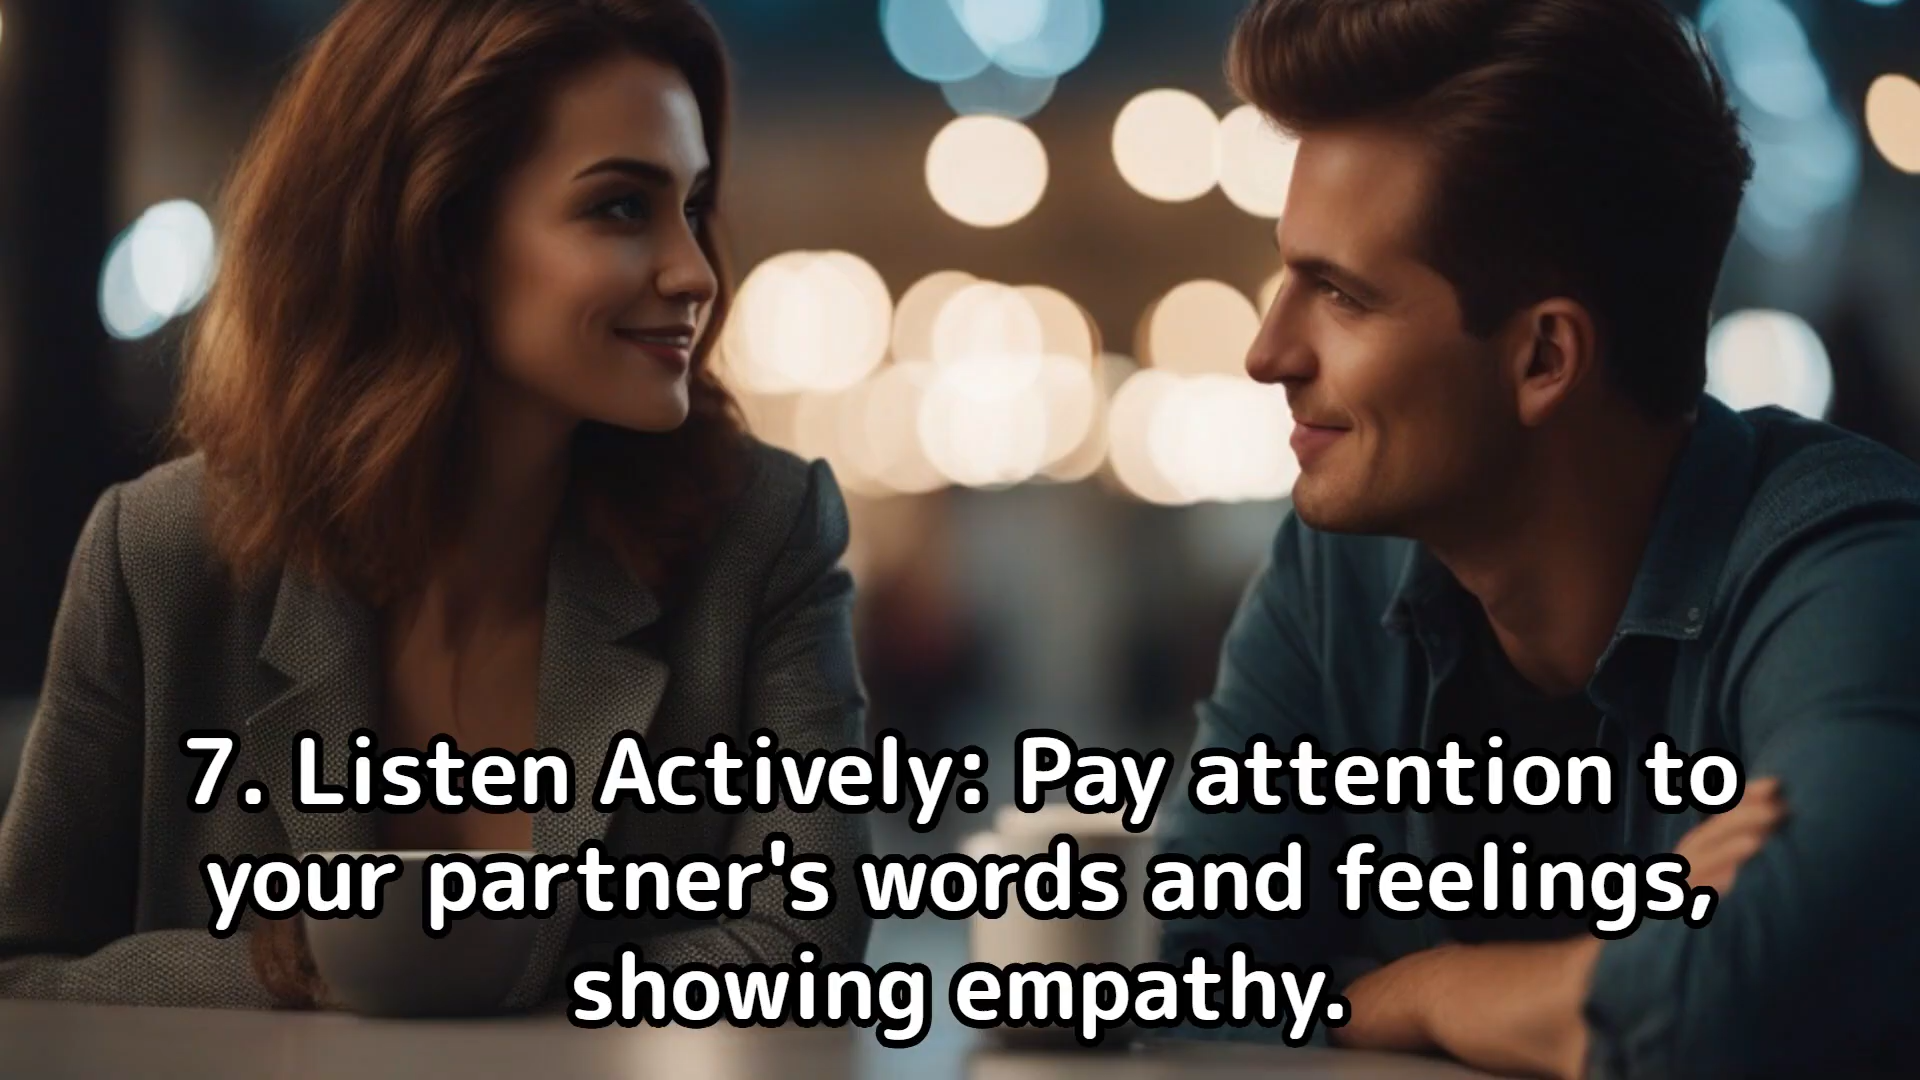 7. Listen Actively: Pay attention to
your partner's words and feelings,
showing empathy.